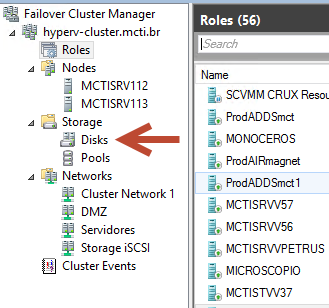 Failover Cluster Manager
hyperv-cluster.mcti.br
Roles
Nodes
MCTISRV112
MCTISRV113
Storage
Disks
Pools
Networks
Cluster Network 1
DMZ
Servidores
Storage iSCSI
Cluster Events
Roles (56)
Search
Name
SCVMM CRUX Resou
ProdADDSmct
MONOCEROS
ProdAIRmagnet
ProdADDSmct1
MCTISRVV57
MCTISRVV56
MCTISRVVPETRUS
MICROSCOPIO
MCTISTVV37